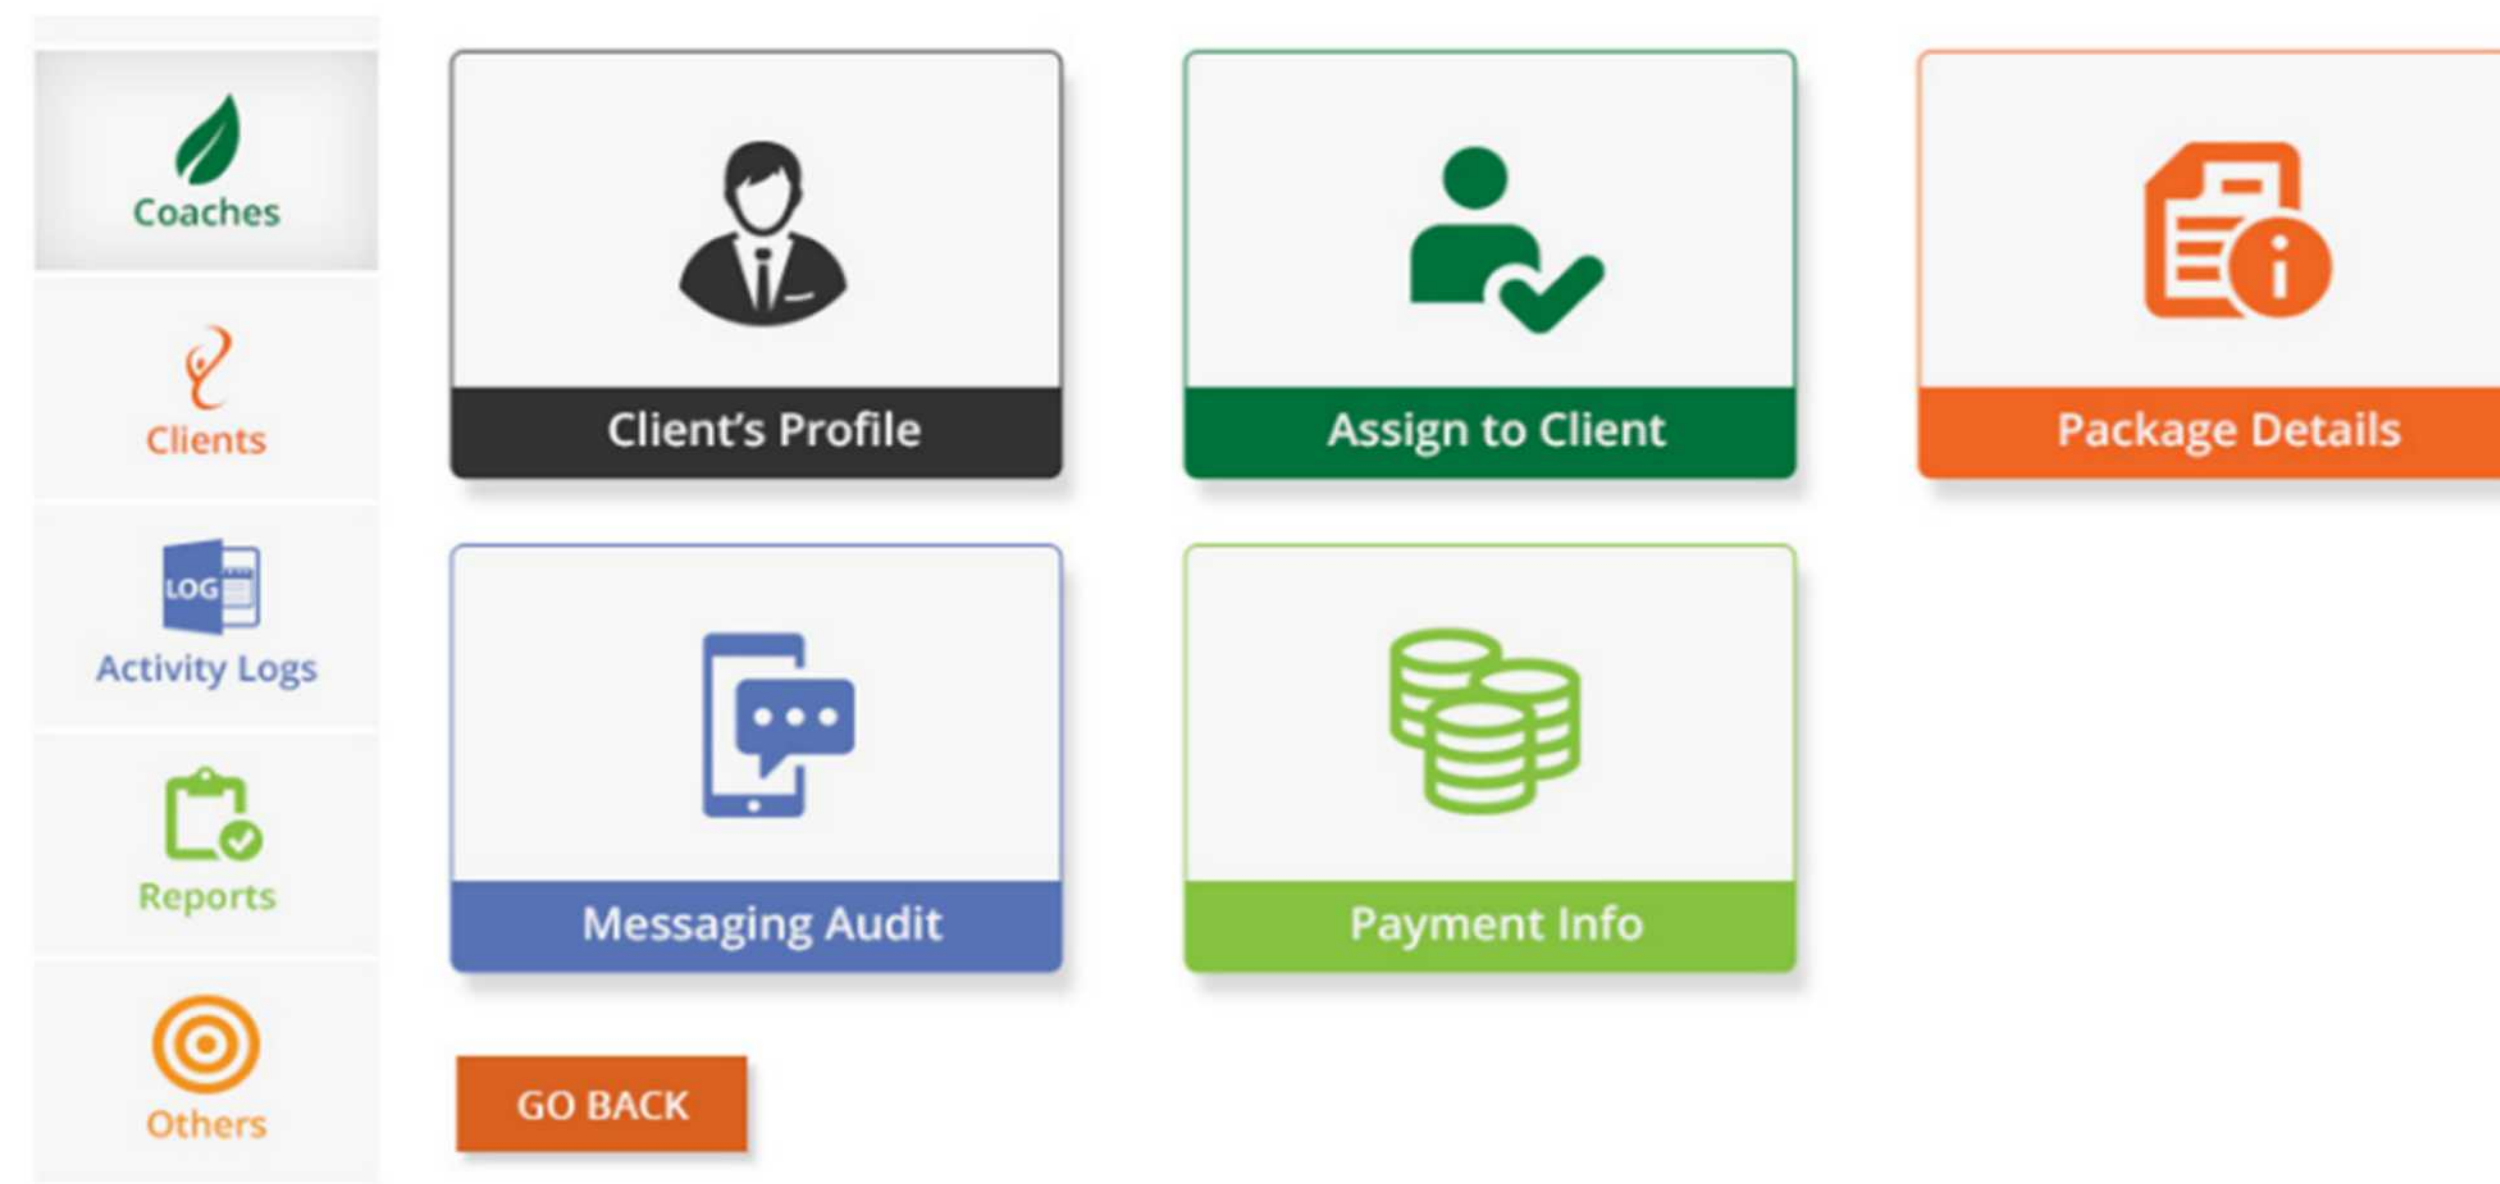 Coaches
Clients
LOG
Activity Logs
Reports
Others
Client's Profile
Assign to Client
Package Details
Messaging Audit
Payment Info
GO BACK